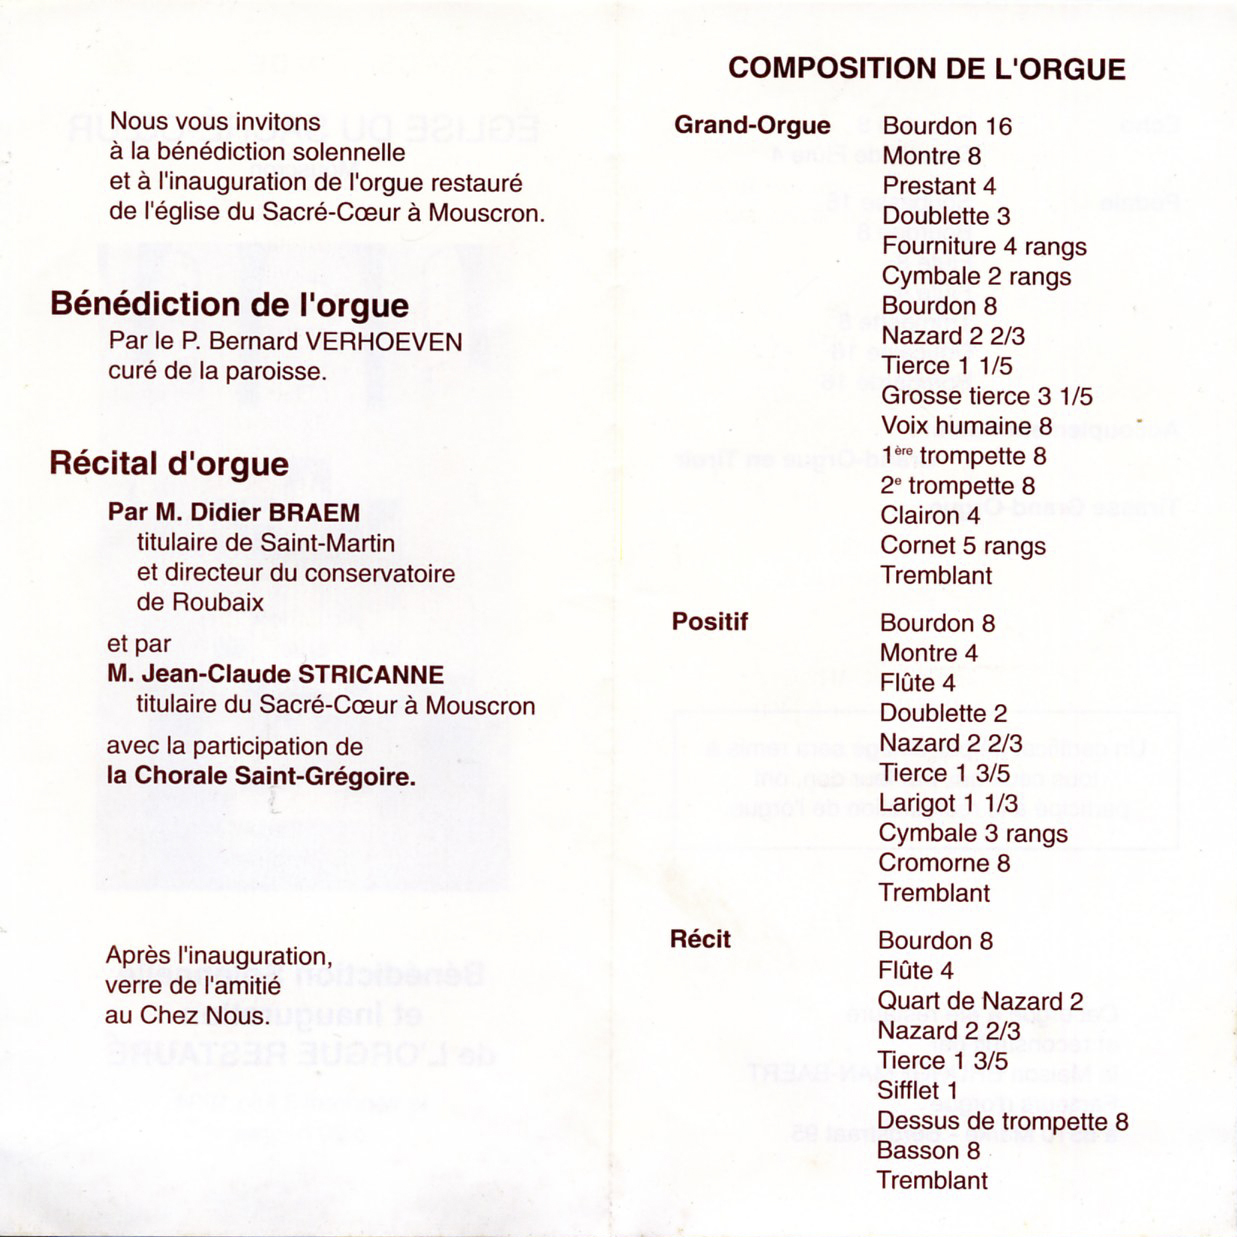 Nous vous invitons
à la bénédiction solennelle
et à l'inauguration de l'orgue restauré
de l'église du Sacré-Cœur à Mouscron.
Bénédiction de l'orgue
Par le P. Bernard VERHOEVEN
curé de la paroisse.
Récital d'orgue
Par M. Didier BRAEM
titulaire de Saint-Martin
et directeur du conservatoire
de Roubaix
et par
M. Jean-Claude STRICANNE
titulaire du Sacré-Cœur à Mouscron
avec la participation de
la Chorale Saint-Grégoire.
Après l'inauguration,
verre de l'amitié
au Chez Nous.
COMPOSITION DE L'ORGUE
Grand-Orgue Bourdon 16
Montre 8
Prestant 4
Doublette 3
Fourniture 4 rangs
Cymbale 2 rangs
Bourdon 8
Nazard 2 2/3
Tierce 1 1/5
Grosse tierce 3 1/5
Voix humaine 8
1ère trompette 8
2e trompette 8
Clairon 4
Cornet 5 rangs
Tremblant
Positif Bourdon 8
Montre 4
Flûte 4
Doublette 2
Nazard 2 2/3
Tierce 1 3/5
Larigot 1 1/3
Cymbale 3 rangs
Cromorne 8
Tremblant
Récit Bourdon 8
Flûte 4
Quart de Nazard 2
Nazard 2 2/3
Tierce 1 3/5
Sifflet 1
Dessus de trompette 8
Basson 8
Tremblant